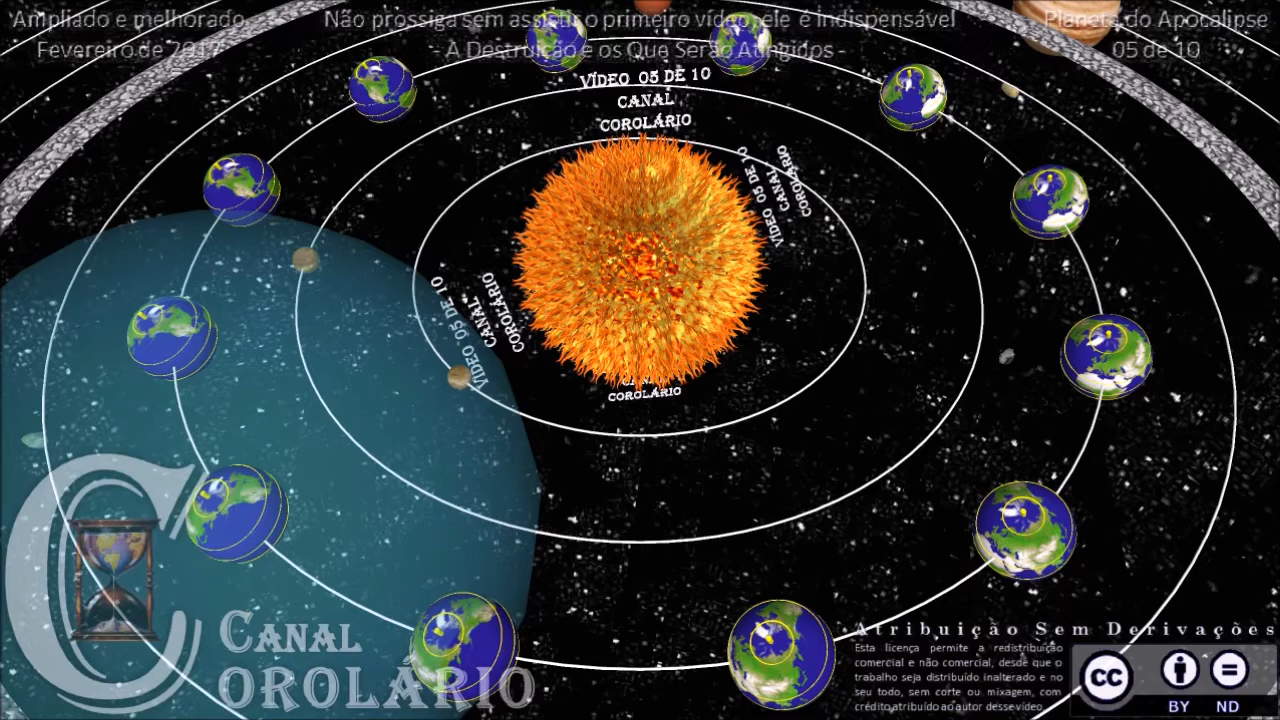 Ampliado e melhorado
Fevereiro de 2017
Não prossiga sem assistir o primeiro vídeo, ele é indispensável
- A Destruição e os Que Serão Atingidos -
Planeta do Apocalipse
05 de 10
VÍDEO 05 DE 10
CANAL
COROLÁRIO
VÍDEO 05 DE 10
CANAL
COROLÁRIO
VÍDEO 05 DE 10
CANAL
COROLÁRIO
COROLÁRIO
CANAL
COROLÁRIO
Atribuição Sem Derivações
Esta licença permite a redistribuição
comercial e não comercial, desde que o
trabalho seja distribuído inalterado e no
seu todo, sem corte ou mixagem, com
crédito atribuído ao autor desse vídeo.
cc
BY ND